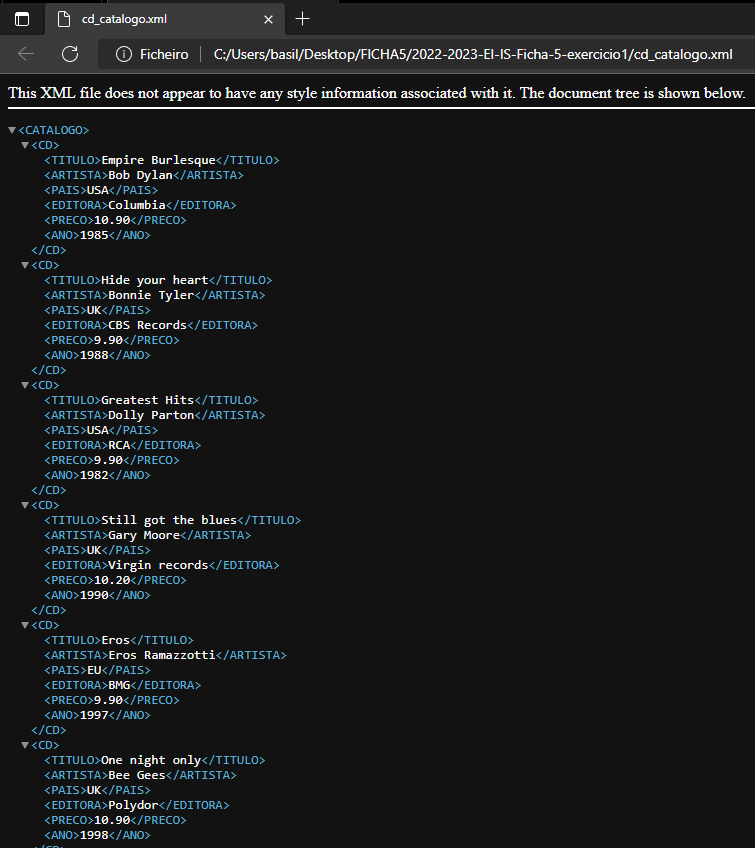 cd_catalogo.xml
Ficheiro C:/Users/basil/Desktop/FICHA5/2022-2023-EI-IS-Ficha-5-exercicio1/cd_catalogo.xml
This XML file does not appear to have any style information associated with it. The document tree is shown below.
<CATALOGO>
<CD>
<TITULO>Empire Burlesque</TITULO>
<ARTISTA>Bob Dylan</ARTISTA>
<PAIS>USA</PAIS>
<EDITORA>Columbia</EDITORA>
<PRECO>10.90</PRECO>
<ANO>1985</ANO>
</CD>
<CD>
<TITULO>Hide your heart</TITULO>
<ARTISTA>Bonnie Tyler</ARTISTA>
<PAIS>UK</PAIS>
<EDITORA>CBS Records</EDITORA>
<PRECO>9.90</PRECO>
<ANO>1988</ANO>
</CD>
<CD>
<TITULO>Greatest Hits</TITULO>
<ARTISTA>Dolly Parton</ARTISTA>
<PAIS>USA</PAIS>
<EDITORA>RCA</EDITORA>
<PRECO>9.90</PRECO>
<ANO>1982</ANO>
</CD>
<CD>
<TITULO>Still got the blues</TITULO>
<ARTISTA>Gary Moore</ARTISTA>
<PAIS>UK</PAIS>
<EDITORA>Virgin records</EDITORA>
<PRECO>10.20</PRECO>
<ANO>1990</ANO>
</CD>
<CD>
<TITULO>Eros</TITULO>
<ARTISTA>Eros Ramazzotti</ARTISTA>
<PAIS>EU</PAIS>
<EDITORA>BMG</EDITORA>
<PRECO>9.90</PRECO>
<ANO>1997</ANO>
</CD>
<CD>
<TITULO>One night only</TITULO>
<ARTISTA>Bee Gees</ARTISTA>
<PAIS>UK</PAIS>
<EDITORA>Polydor</EDITORA>
<PRECO>10.90</PRECO>
<ANO>1998</ANO>